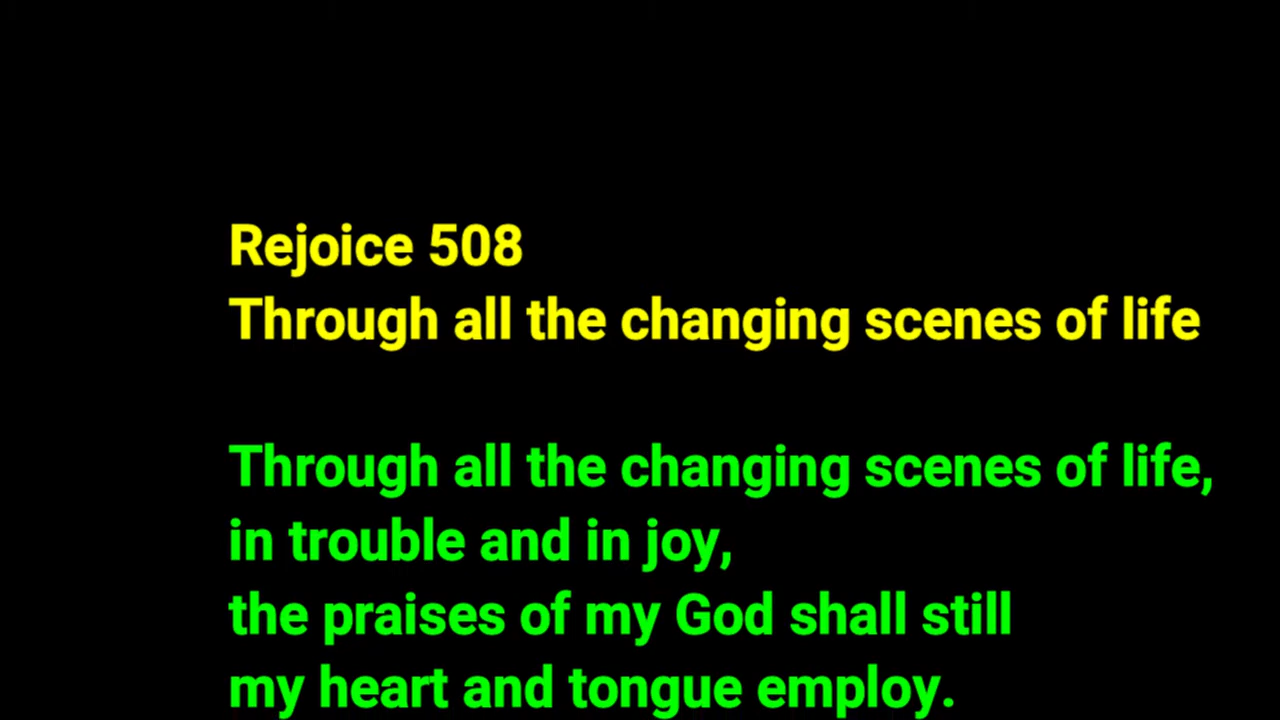 Rejoice 508
Through all the changing scenes of life
Through all the changing scenes of life,
in trouble and in joy,
the praises of my God shall still
my heart and tongue employ.